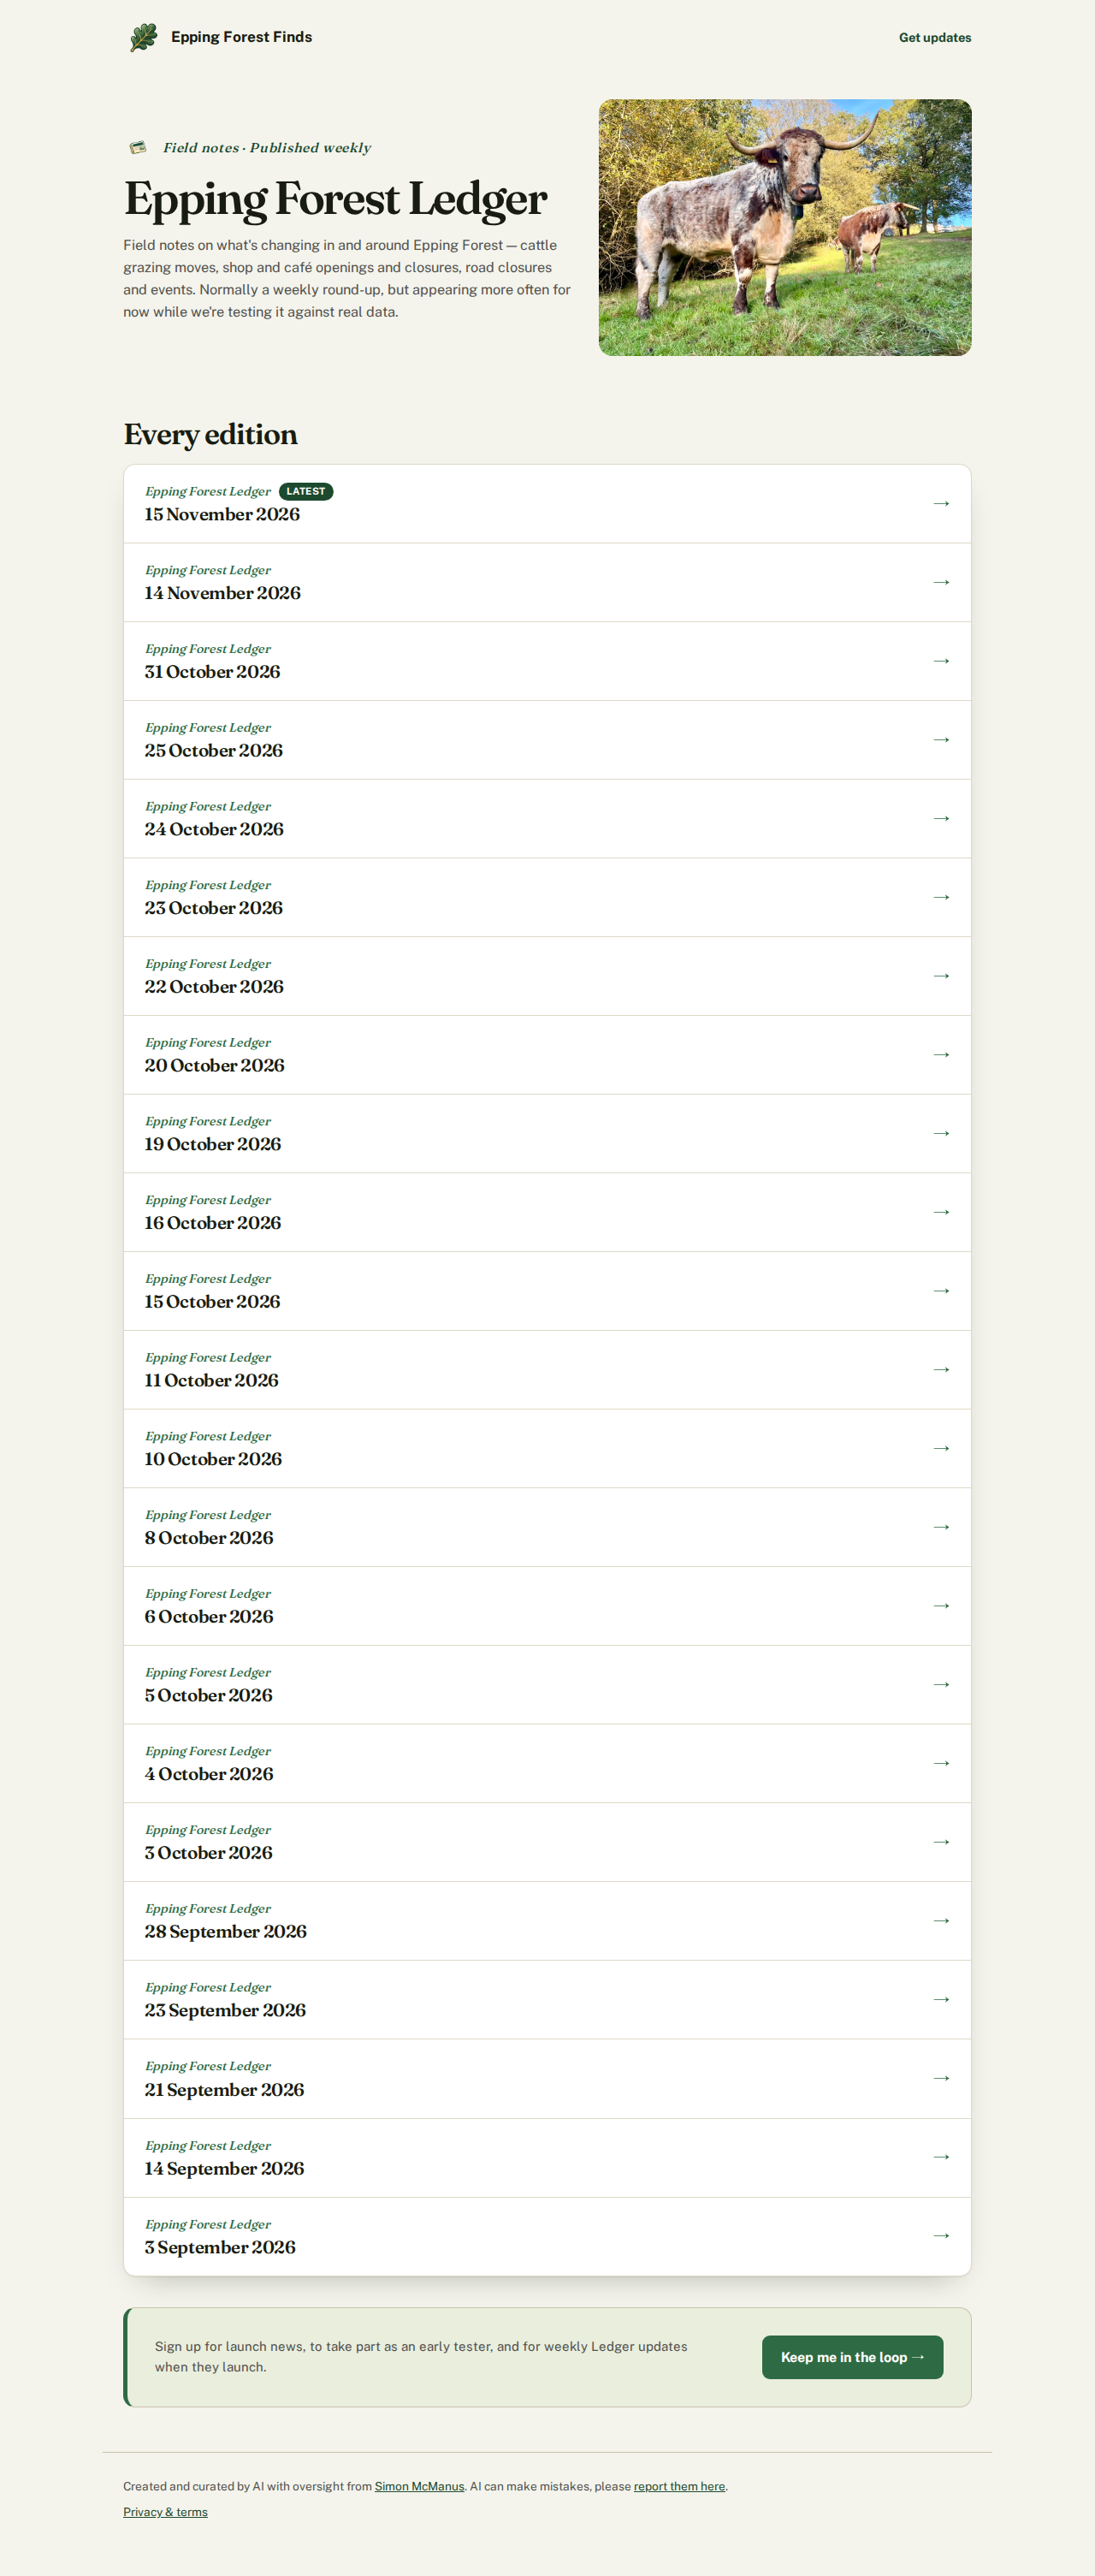 Epping Forest Finds
Get updates
Field notes · Published weekly
Epping Forest Ledger
Field notes on what's changing in and around Epping Forest — cattle
grazing moves, shop and café openings and closures, road closures
and events. Normally a weekly round-up, but appearing more often for
now while we're testing it against real data.
Every edition
Epping Forest Ledger LATEST
15 November 2026
→
Epping Forest Ledger
14 November 2026
→
Epping Forest Ledger
31 October 2026
→
Epping Forest Ledger
25 October 2026
→
Epping Forest Ledger
24 October 2026
→
Epping Forest Ledger
23 October 2026
→
Epping Forest Ledger
22 October 2026
→
Epping Forest Ledger
20 October 2026
→
Epping Forest Ledger
19 October 2026
→
Epping Forest Ledger
16 October 2026
→
Epping Forest Ledger
15 October 2026
→
Epping Forest Ledger
11 October 2026
→
Epping Forest Ledger
10 October 2026
→
Epping Forest Ledger
8 October 2026
→
Epping Forest Ledger
6 October 2026
→
Epping Forest Ledger
5 October 2026
→
Epping Forest Ledger
4 October 2026
→
Epping Forest Ledger
3 October 2026
→
Epping Forest Ledger
28 September 2026
→
Epping Forest Ledger
23 September 2026
→
Epping Forest Ledger
21 September 2026
→
Epping Forest Ledger
14 September 2026
→
Epping Forest Ledger
3 September 2026
→
Sign up for launch news, to take part as an early tester, and for weekly Ledger updates
when they launch.
Keep me in the loop →
Created and curated by AI with oversight from Simon McManus. AI can make mistakes, please report them here.
Privacy & terms